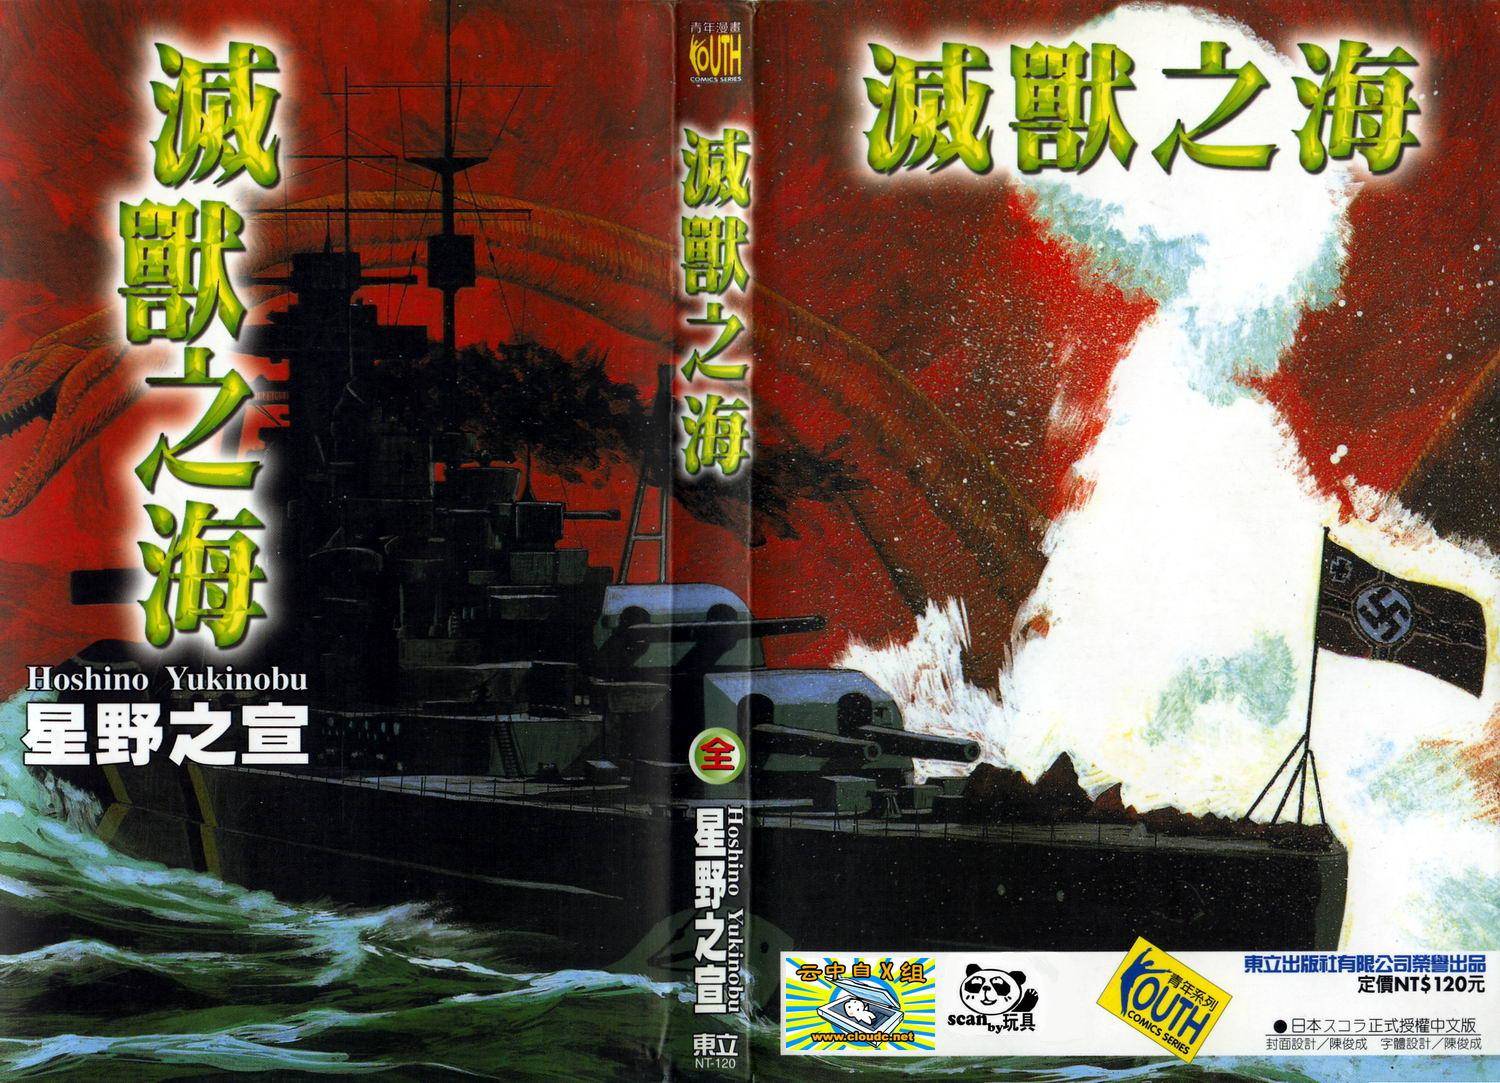 滅獸之海
Hoshino Yukinobu
星野之宣
青年漫畫
YOUTH
COMICS SERIES
滅獸之海
全
星野之宣
Hoshino Yukinobu
東立
NT-120
滅獸之海
云中自X组
www.cloudc.net
scan by 玩具
青年系列
YOUTH
COMICS SERIES
東立出版社有限公司榮譽出品
定價NT$120元
●日本スコラ正式授權中文版
封面設計／陳俊成 字體設計／陳俊成